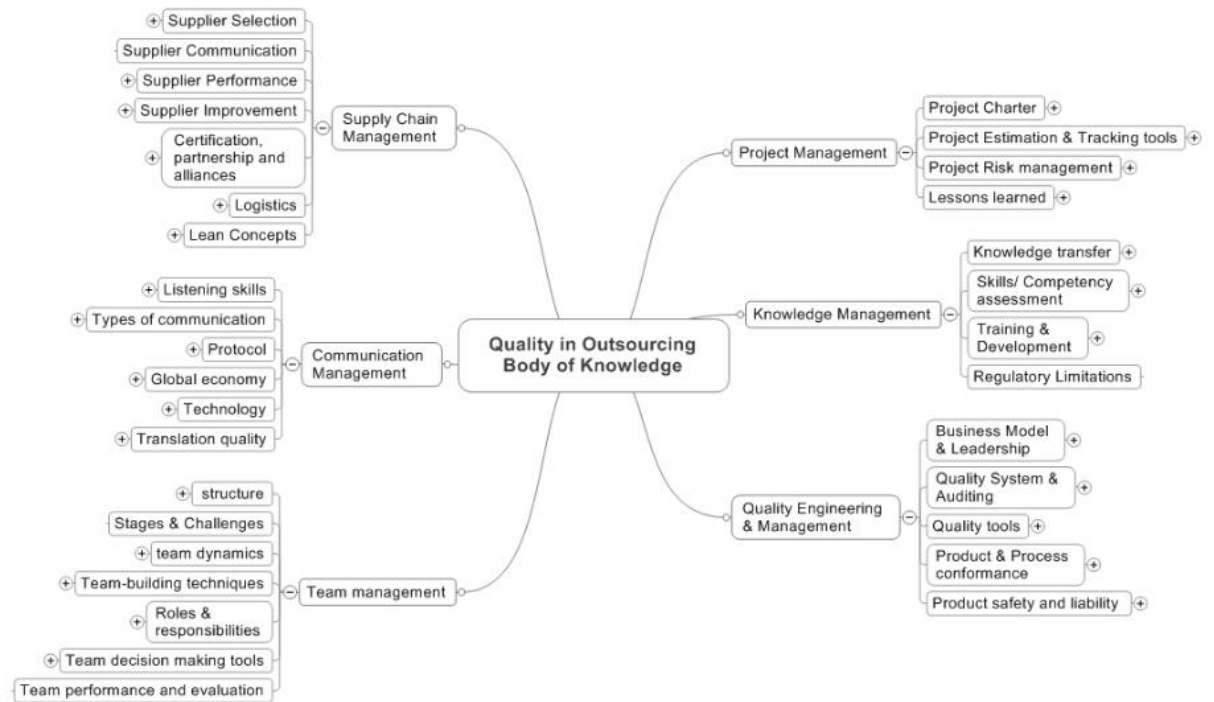 Supplier Selection
Supplier Communication
Supplier Performance
Supplier Improvement
Certification,
partnership and
alliances
Logistics
Lean Concepts
Supply Chain
Management
Listening skills
Types of communication
Protocol
Global economy
Technology
Translation quality
Communication
Management
structure
Stages & Challenges
team dynamics
Team-building techniques
Roles &
responsibilities
Team decision making tools
Team performance and evaluation
Team management
Quality in Outsourcing
Body of Knowledge
Project Management
Project Charter
Project Estimation & Tracking tools
Project Risk management
Lessons learned
Knowledge Management
Knowledge transfer
Skills/ Competency
assessment
Training &
Development
Regulatory Limitations
Quality Engineering
& Management
Business Model
& Leadership
Quality System &
Auditing
Quality tools
Product & Process
conformance
Product safety and liability